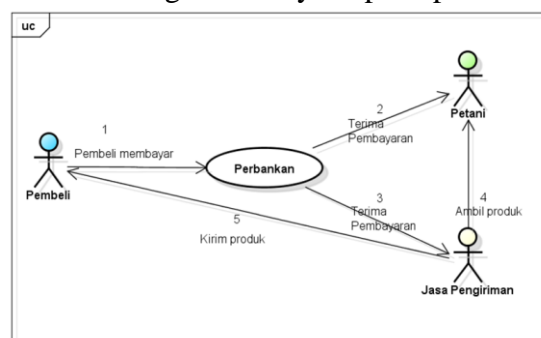 uc
1
Pembeli membayar
Pembeli
Perbankan
2
Terima
Pembayaran
Petani
3
Terima
Pembayaran
4
Ambil produk
5
Kirim produk
Jasa Pengiriman